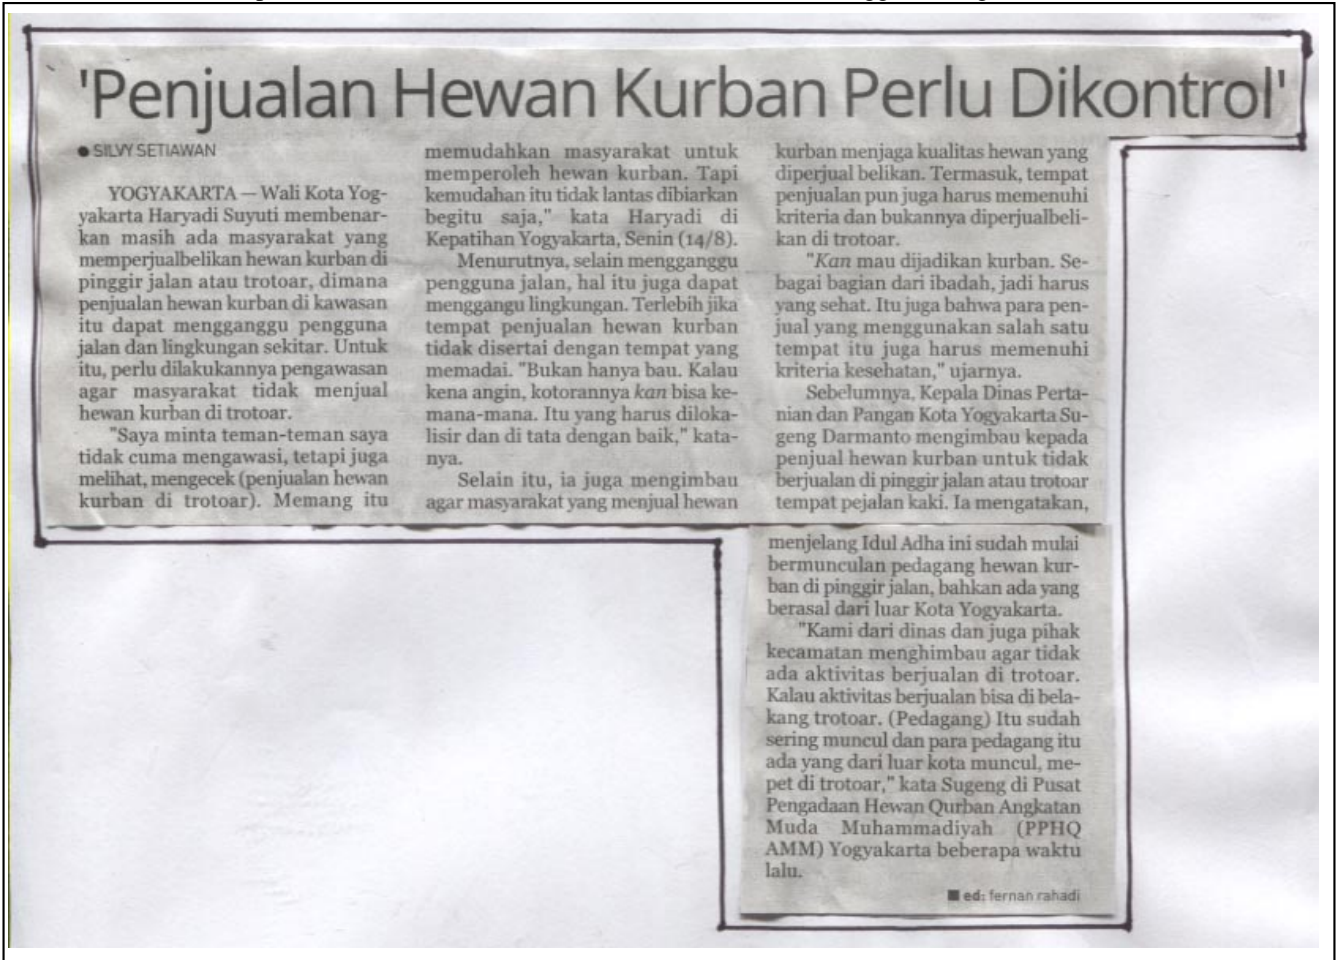 'Penjualan Hewan Kurban Perlu Dikontrol'
● SILVY SETIAWAN
YOGYAKARTA — Wali Kota Yog-
yakarta Haryadi Suyuti membenar-
kan masih ada masyarakat yang
memperjualbelikan hewan kurban di
pinggir jalan atau trotoar, dimana
penjualan hewan kurban di kawasan
itu dapat mengganggu pengguna
jalan dan lingkungan sekitar. Untuk
itu, perlu dilakukannya pengawasan
agar masyarakat tidak menjual
hewan kurban di trotoar.
"Saya minta teman-teman saya
tidak cuma mengawasi, tetapi juga
melihat, mengecek (penjualan hewan
kurban di trotoar). Memang itu
memudahkan masyarakat untuk
memperoleh hewan kurban. Tapi
kemudahan itu tidak lantas dibiarkan
begitu saja," kata Haryadi di
Kepatihan Yogyakarta, Senin (14/8).
Menurutnya, selain mengganggu
pengguna jalan, hal itu juga dapat
menggangu lingkungan. Terlebih jika
tempat penjualan hewan kurban
tidak disertai dengan tempat yang
memadai. "Bukan hanya bau. Kalau
kena angin, kotorannya kan bisa ke-
mana-mana. Itu yang harus diloka-
lisir dan di tata dengan baik," kata-
nya.
Selain itu, ia juga mengimbau
agar masyarakat yang menjual hewan
kurban menjaga kualitas hewan yang
diperjual belikan. Termasuk, tempat
penjualan pun juga harus memenuhi
kriteria dan bukannya diperjualbeli-
kan di trotoar.
"Kan mau dijadikan kurban. Se-
bagai bagian dari ibadah, jadi harus
yang sehat. Itu juga bahwa para pen-
jual yang menggunakan salah satu
tempat itu juga harus memenuhi
kriteria kesehatan," ujarnya.
Sebelumnya, Kepala Dinas Perta-
nian dan Pangan Kota Yogyakarta Su-
geng Darmanto mengimbau kepada
penjual hewan kurban untuk tidak
berjualan di pinggir jalan atau trotoar
tempat pejalan kaki. Ia mengatakan,
menjelang Idul Adha ini sudah mulai
bermunculan pedagang hewan kur-
ban di pinggir jalan, bahkan ada yang
berasal dari luar Kota Yogyakarta.
"Kami dari dinas dan juga pihak
kecamatan menghimbau agar tidak
ada aktivitas berjualan di trotoar.
Kalau aktivitas berjualan bisa di bela-
kang trotoar. (Pedagang) Itu sudah
sering muncul dan para pedagang itu
ada yang dari luar kota muncul, me-
pet di trotoar," kata Sugeng di Pusat
Pengadaan Hewan Qurban Angkatan
Muda Muhammadiyah (PPHQ
AMM) Yogyakarta beberapa waktu
lalu.
■ ed: fernan rahadi